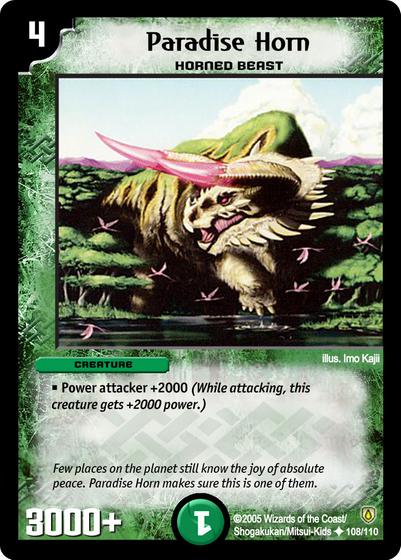 4
Paradise Horn
HORNED BEAST
illus. Imo Kajii
CREATURE
▪ Power attacker +2000 (While attacking, this
creature gets +2000 power.)
Few places on the planet still know the joy of absolute
peace. Paradise Horn makes sure this is one of them.
3000+
1
©2005 Wizards of the Coast/
Shogakukan/Mitsui-Kids ✦ 108/110